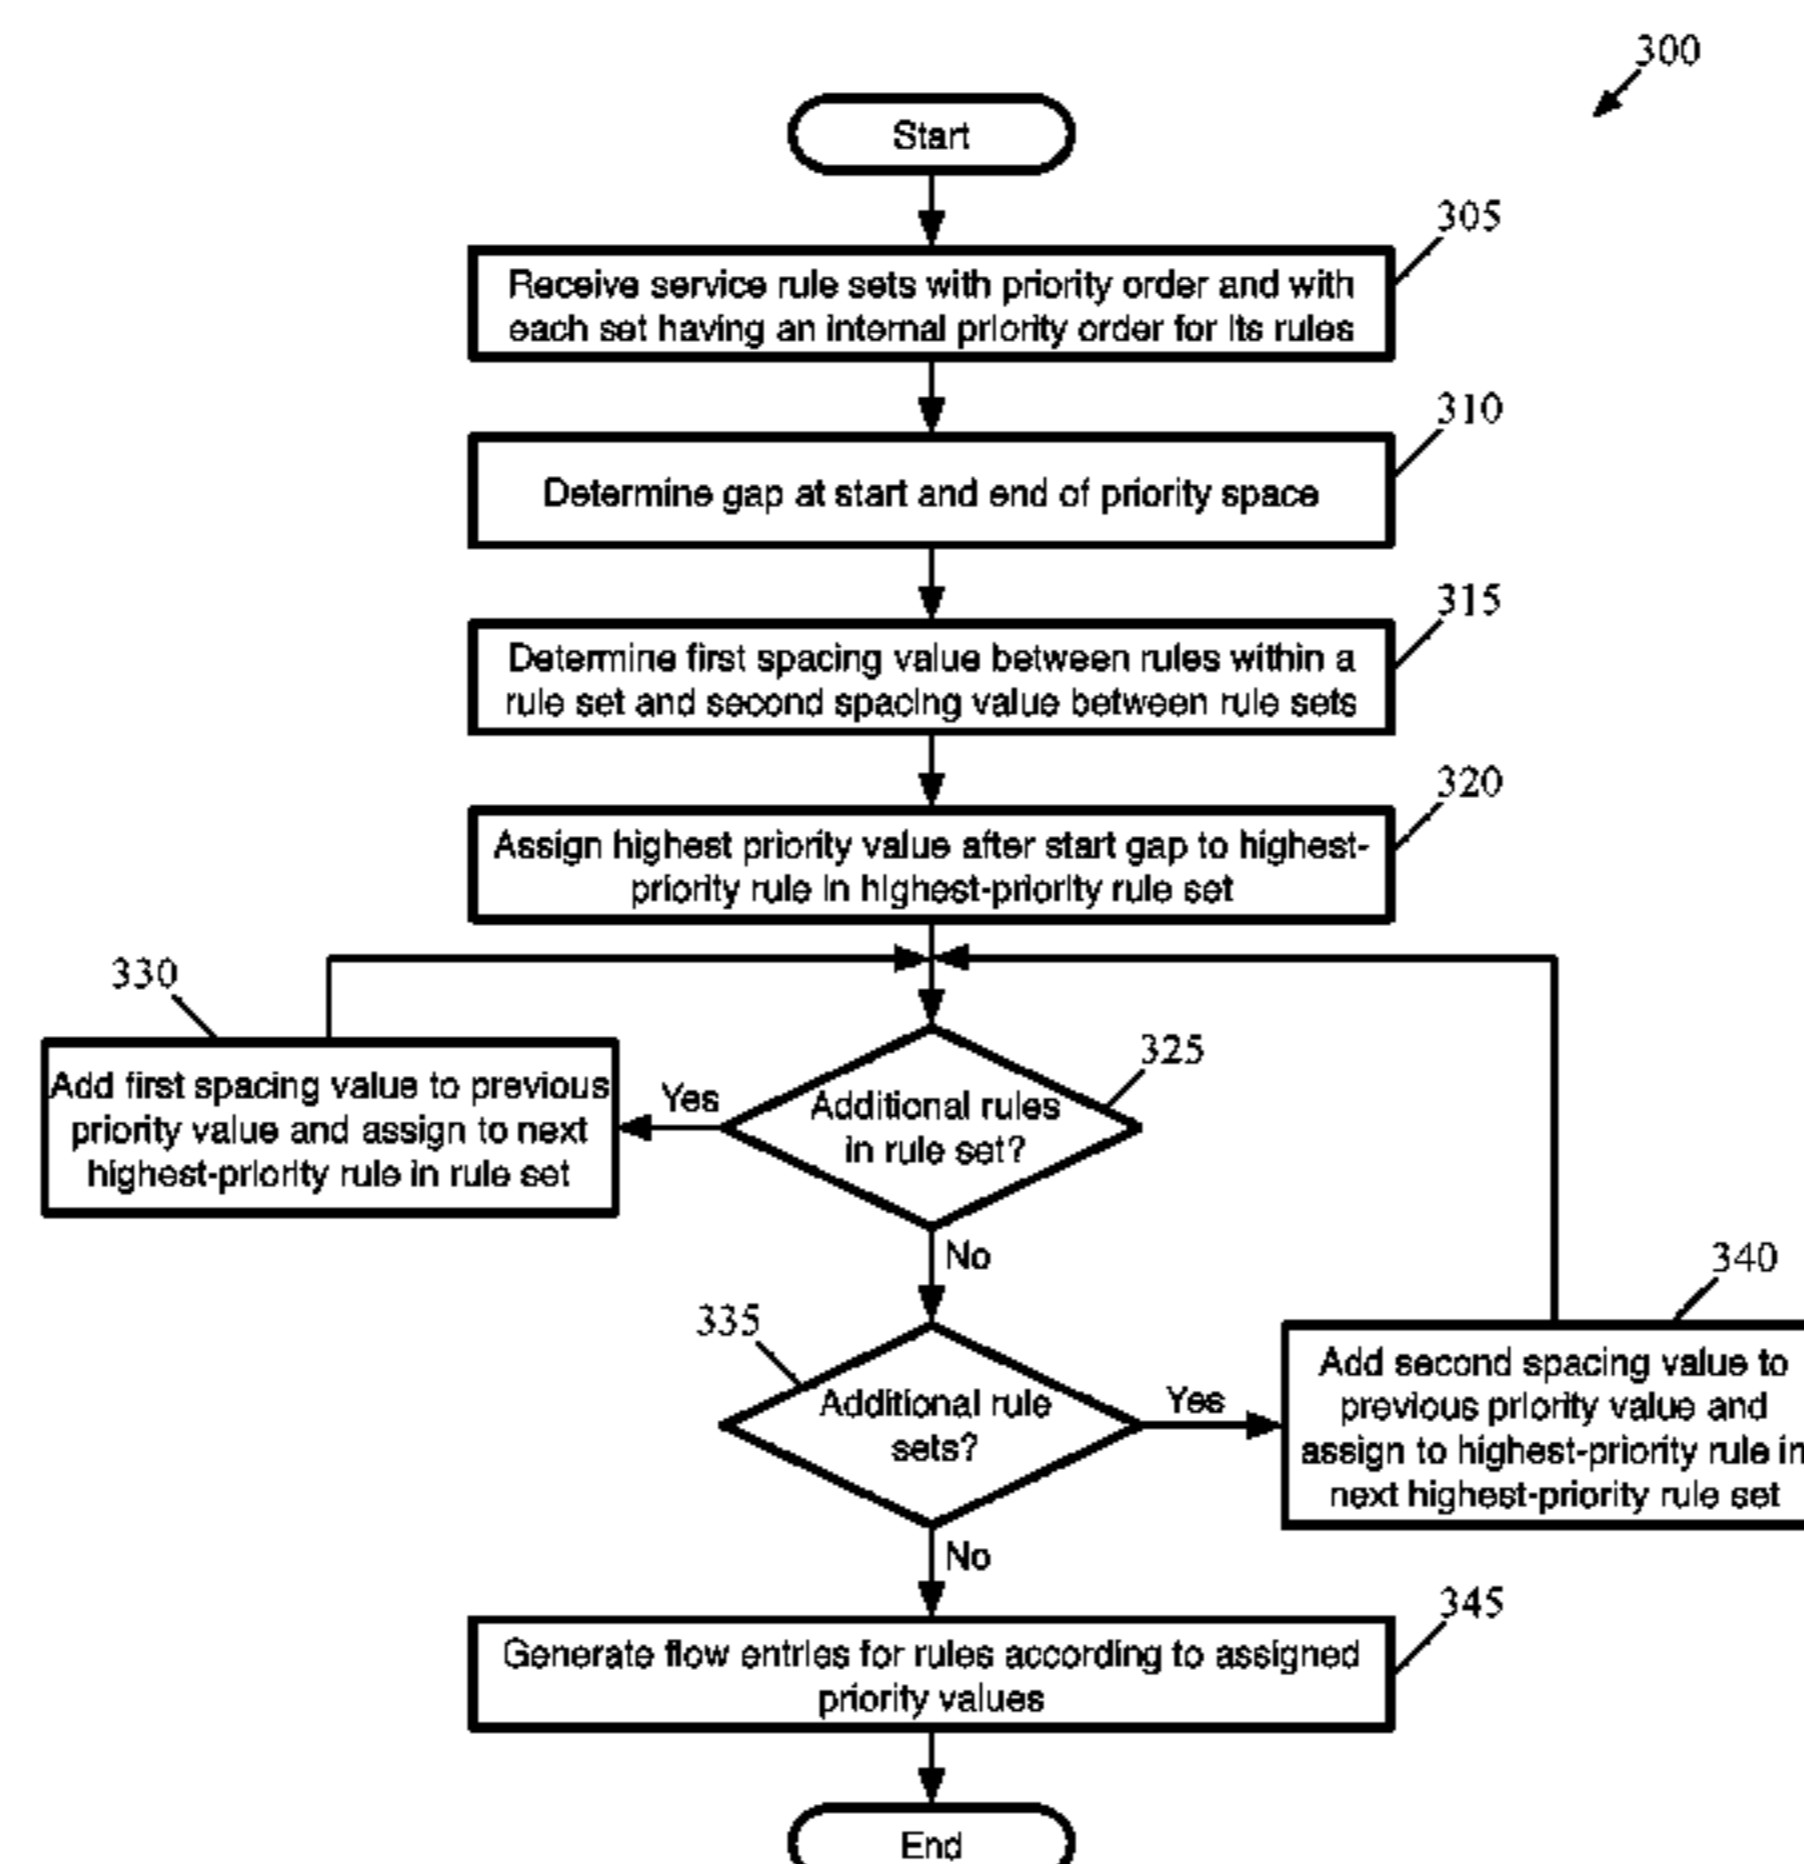 300
Start
305
Receive service rule sets with priority order and with
each set having an internal priority order for its rules
310
Determine gap at start and end of priority space
315
Determine first spacing value between rules within a
rule set and second spacing value between rule sets
320
Assign highest priority value after start gap to highest-
priority rule in highest-priority rule set
330
Add first spacing value to previous
priority value and assign to next
highest-priority rule in rule set
Yes
325
Additional rules
in rule set?
No
335
Additional rule
sets?
Yes
340
Add second spacing value to
previous priority value and
assign to highest-priority rule in
next highest-priority rule set
No
345
Generate flow entries for rules according to assigned
priority values
End